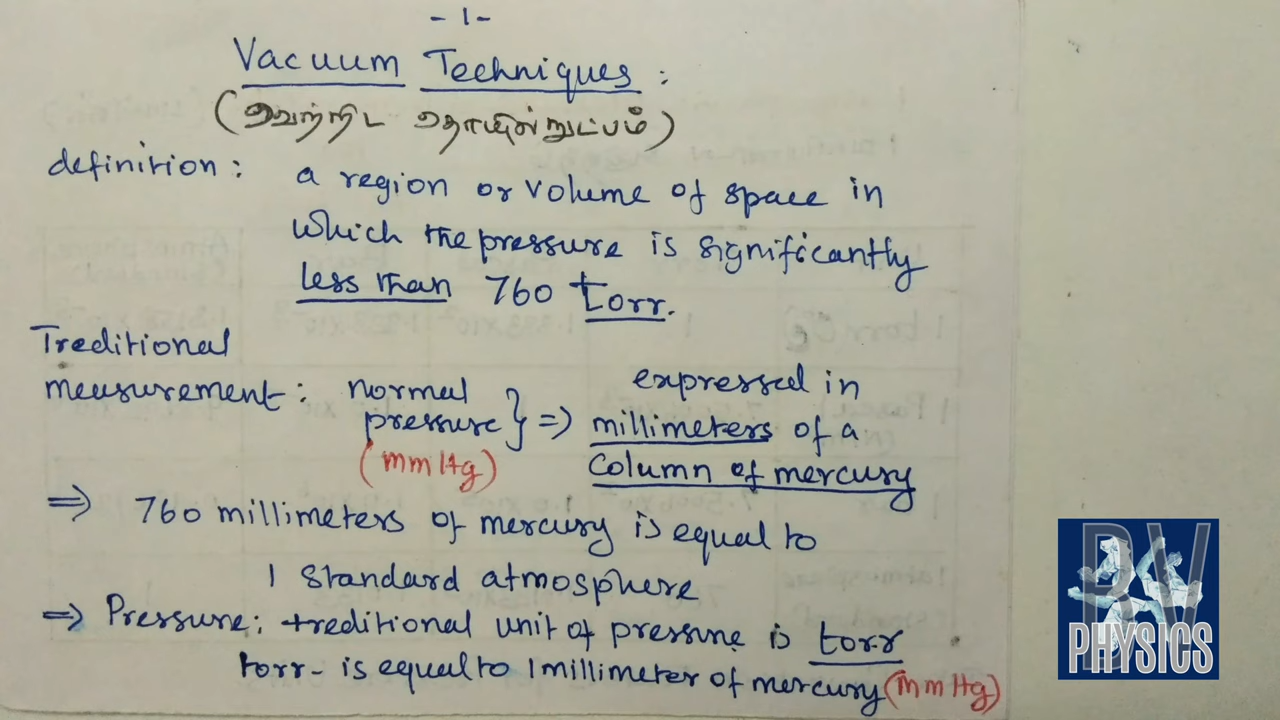 - 1 -
Vacuum Techniques :
(வெற்றிட தொழின்நுட்பம்)
definition : a region or volume of space in
which the pressure is significantly
less than 760 torr.
Treditional
measurement : normal pressure } => expressed in
millimeters of a
(mmHg) column of mercury
=> 760 millimeters of mercury is equal to
1 standard atmosphere
=> Pressure : treditional unit of pressure is torr
torr - is equal to 1 millimeter of mercury (mmHg)
RV
PHYSICS